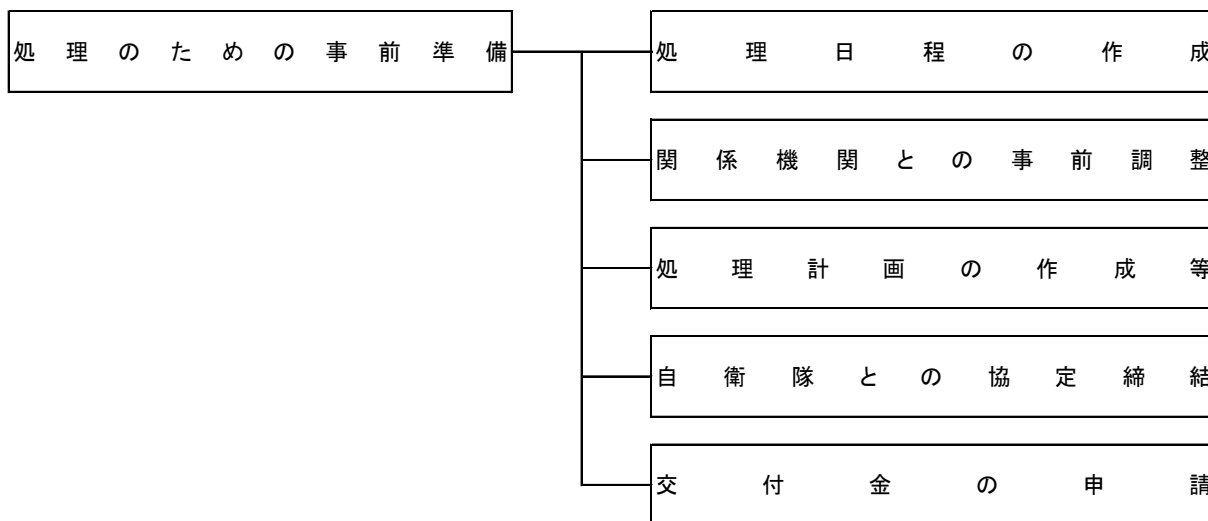 処理のための事前準備
処理日程の作成
関係機関との事前調整
処理計画の作成等
自衛隊との協定締結
交付金の申請